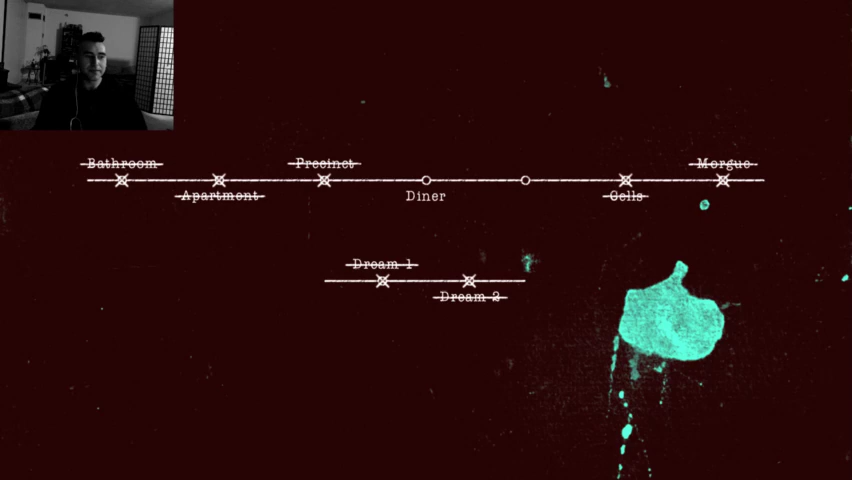 Bathroom
Apartment
Precinct
Diner
Cells
Morgue
Dream 1
Dream 2